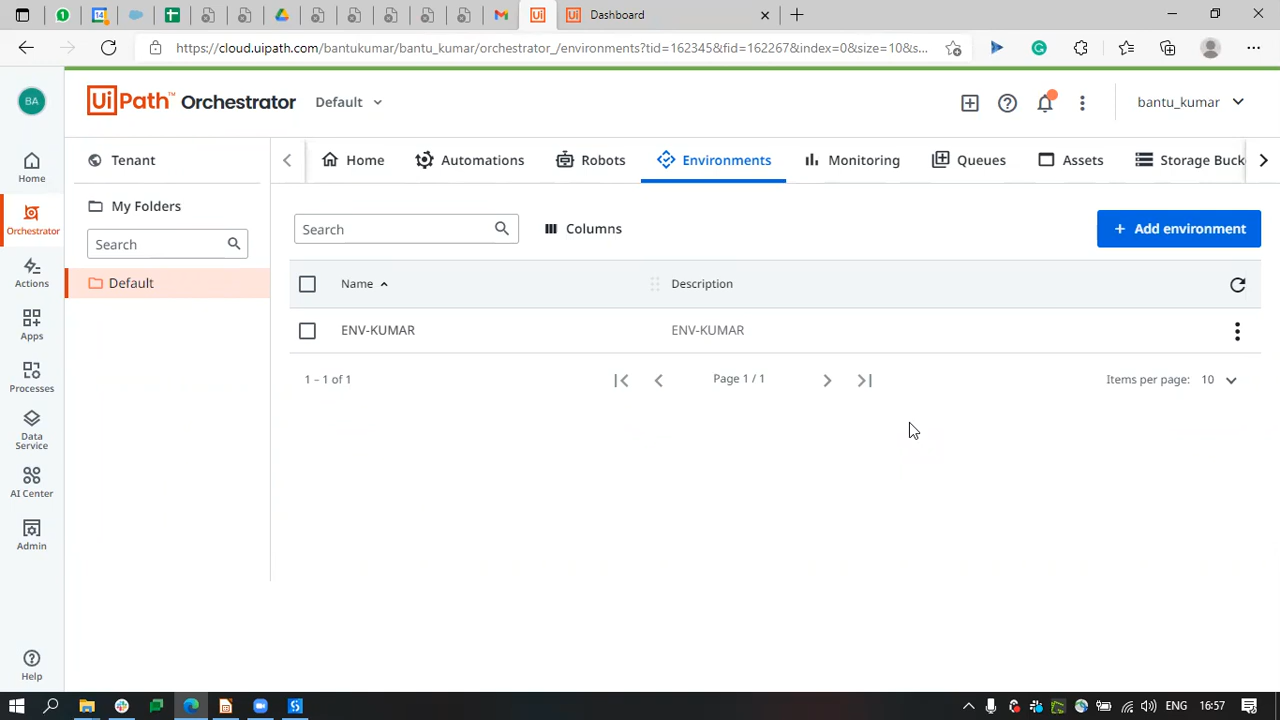 Dashboard
https://cloud.uipath.com/bantukumar/bantu_kumar/orchestrator_/environments?tid=162345&fid=162267&index=0&size=10&s...
BA
UiPath™ Orchestrator
Default
bantu_kumar
Home
Orchestrator
Actions
Apps
Processes
Data
Service
AI Center
Admin
Help
Tenant
My Folders
Search
Default
Home
Automations
Robots
Environments
Monitoring
Queues
Assets
Storage Buck
Search
Columns
+ Add environment
Name
Description
ENV-KUMAR
ENV-KUMAR
1 – 1 of 1
Page 1 / 1
Items per page: 10
ENG
16:57